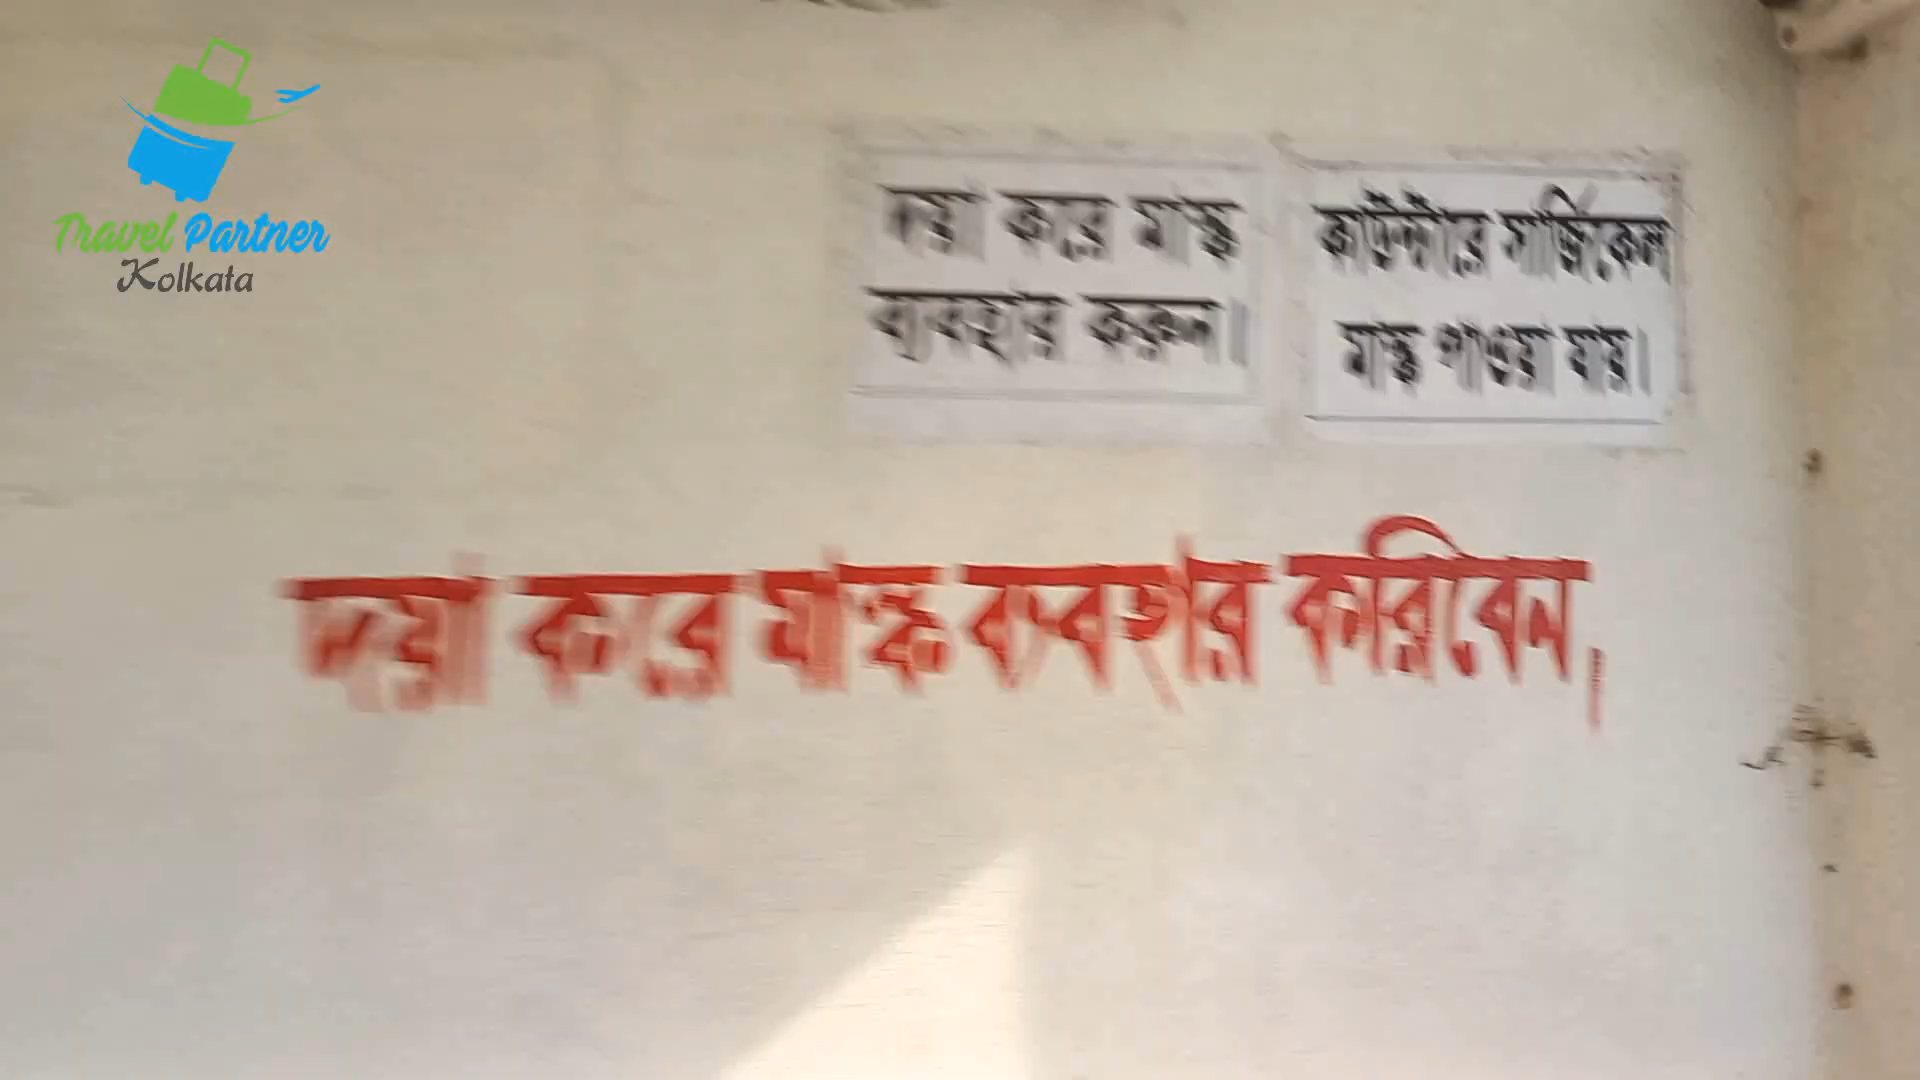 Travel Partner
Kolkata
দয়া করে মাস্ক
ব্যবহার করুন।
কাউন্টারে সার্জিকেল
মাস্ক পাওয়া যায়।
দয়া করে মাস্ক ব্যবহার করিবেন,